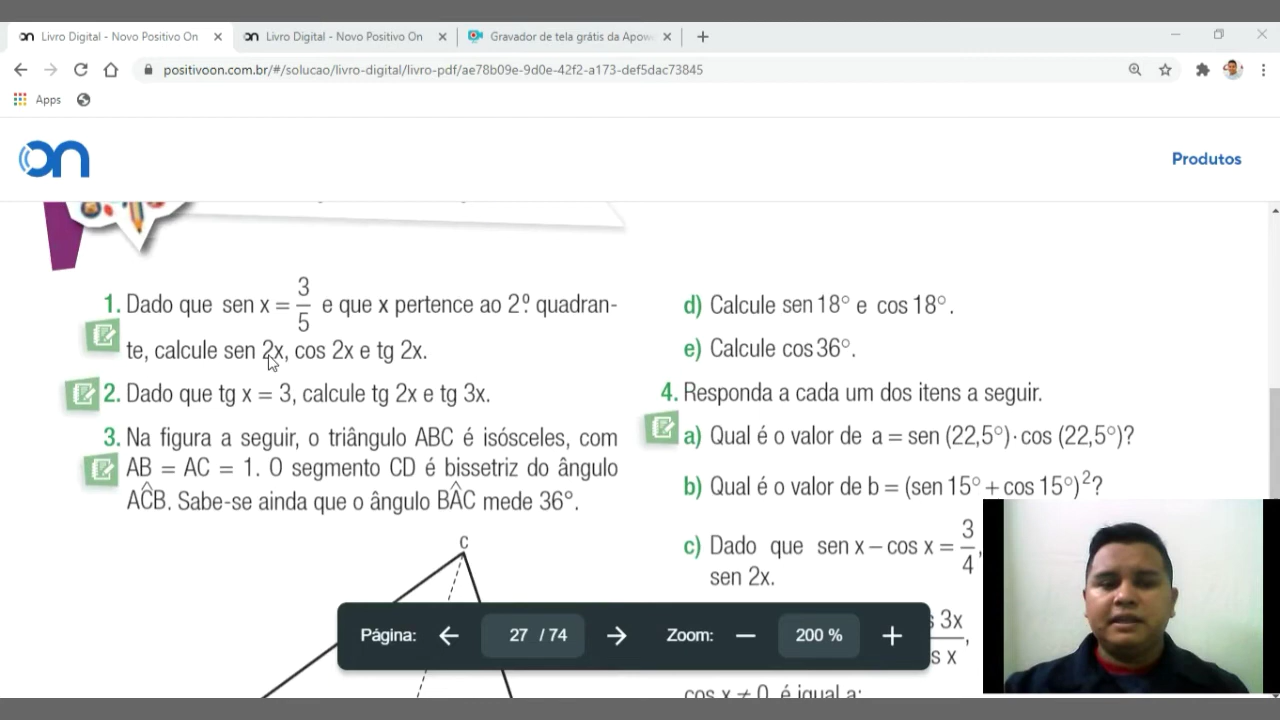 Livro Digital - Novo Positivo On
Livro Digital - Novo Positivo On
Gravador de tela grátis da Apow
positivoon.com.br/#/solucao/livro-digital/livro-pdf/ae78b09e-9d0e-42f2-a173-def5dac73845
Apps
on
Produtos
1. Dado que sen x = 3/5 e que x pertence ao 2º. quadran-
te, calcule sen 2x, cos 2x e tg 2x.
2. Dado que tg x = 3, calcule tg 2x e tg 3x.
3. Na figura a seguir, o triângulo ABC é isósceles, com
AB = AC = 1. O segmento CD é bissetriz do ângulo
AĈB. Sabe-se ainda que o ângulo BÂC mede 36°.
C
d) Calcule sen 18° e cos 18°.
e) Calcule cos 36°.
4. Responda a cada um dos itens a seguir.
a) Qual é o valor de a = sen (22,5°) · cos (22,5°)?
b) Qual é o valor de b = (sen 15° + cos 15°)²?
c) Dado que sen x – cos x = 3/4,
sen 2x.
3x
s x
cos x ≠ 0, é igual a:
Página: 27 / 74 Zoom: 200 %